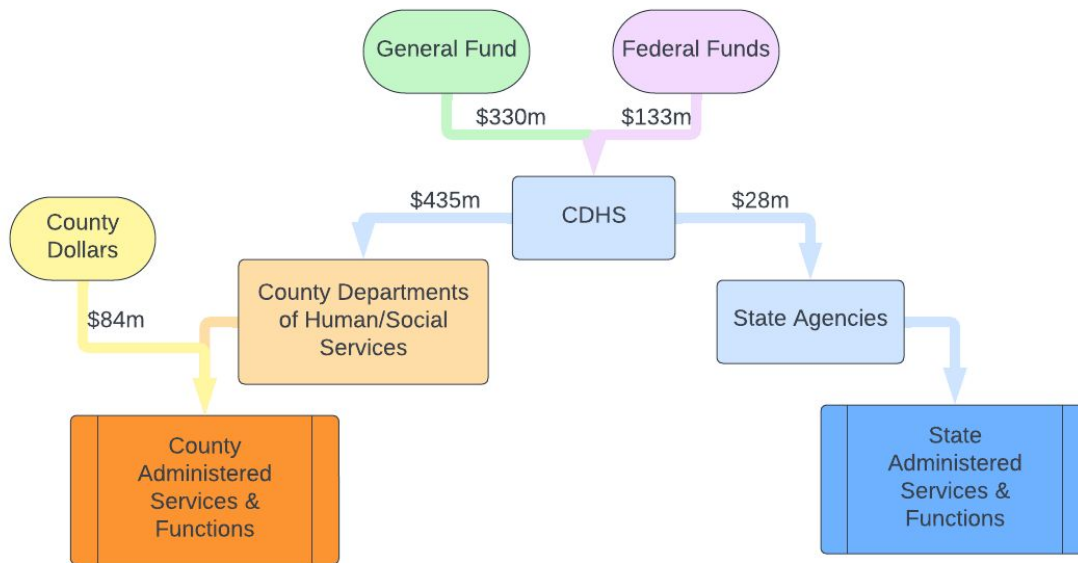 General Fund
Federal Funds
$330m
$133m
CDHS
$435m
$28m
County
Dollars
$84m
County Departments
of Human/Social
Services
State Agencies
County
Administered
Services &
Functions
State
Administered
Services &
Functions